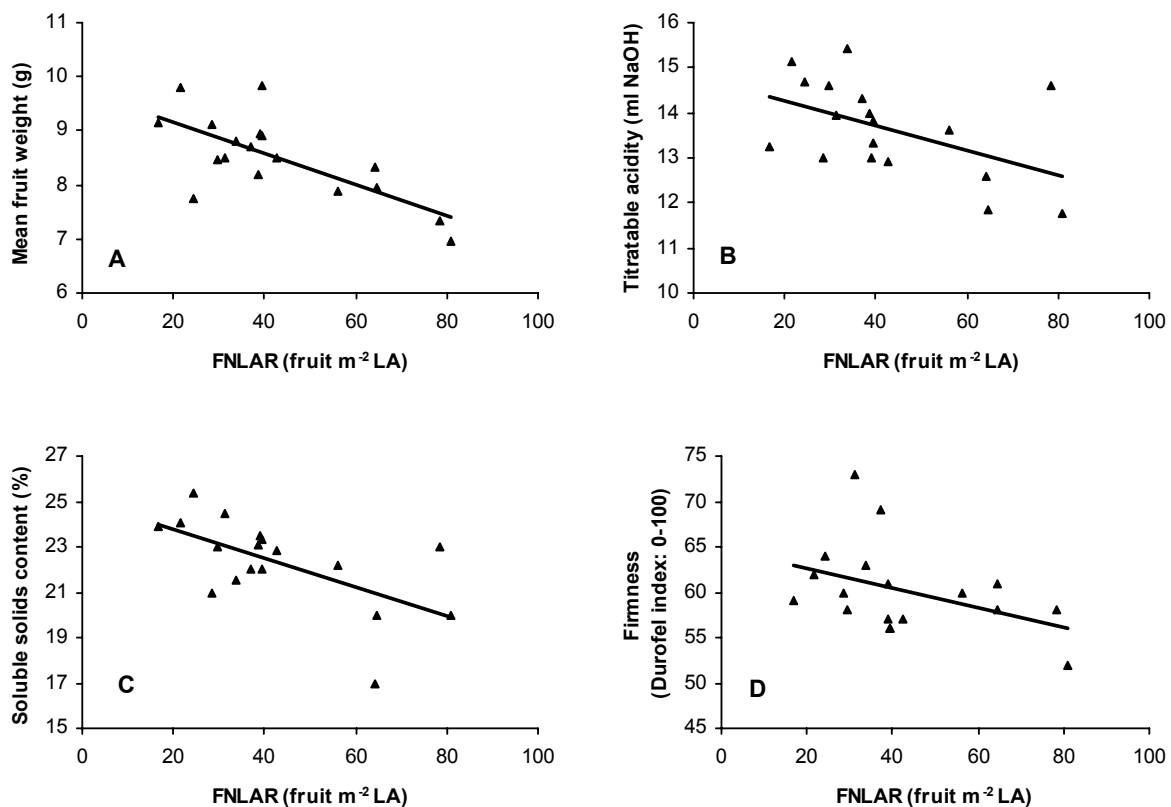 Mean fruit weight (g)
11
10
9
8
7
6
A
0 20 40 60 80 100
FNLAR (fruit m-2 LA)
Titratable acidity (ml NaOH)
16
15
14
13
12
11
10
B
0 20 40 60 80 100
FNLAR (fruit m-2 LA)
Soluble solids content (%)
27
25
23
21
19
17
15
C
0 20 40 60 80 100
FNLAR (fruit m-2 LA)
Firmness
(Durofel index: 0-100)
75
70
65
60
55
50
45
D
0 20 40 60 80 100
FNLAR (fruit m-2 LA)